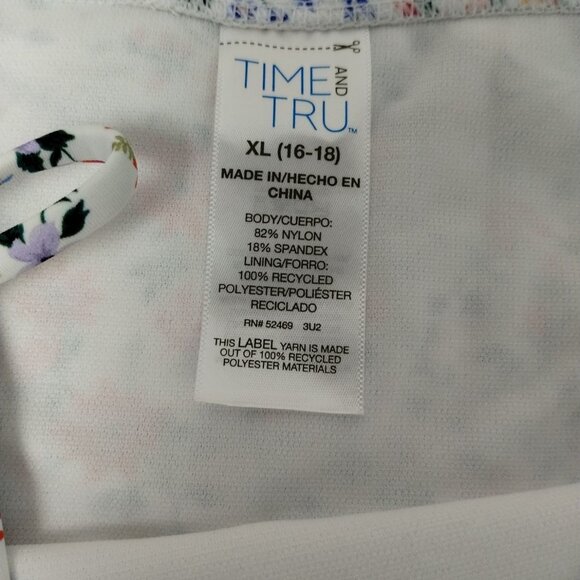 TIME AND
TRU™
XL (16-18)
MADE IN/HECHO EN
CHINA
BODY/CUERPO:
82% NYLON
18% SPANDEX
LINING/FORRO:
100% RECYCLED
POLYESTER/POLIÉSTER
RECICLADO
RN# 52469 3U2
THIS LABEL YARN IS MADE
OUT OF 100% RECYCLED
POLYESTER MATERIALS